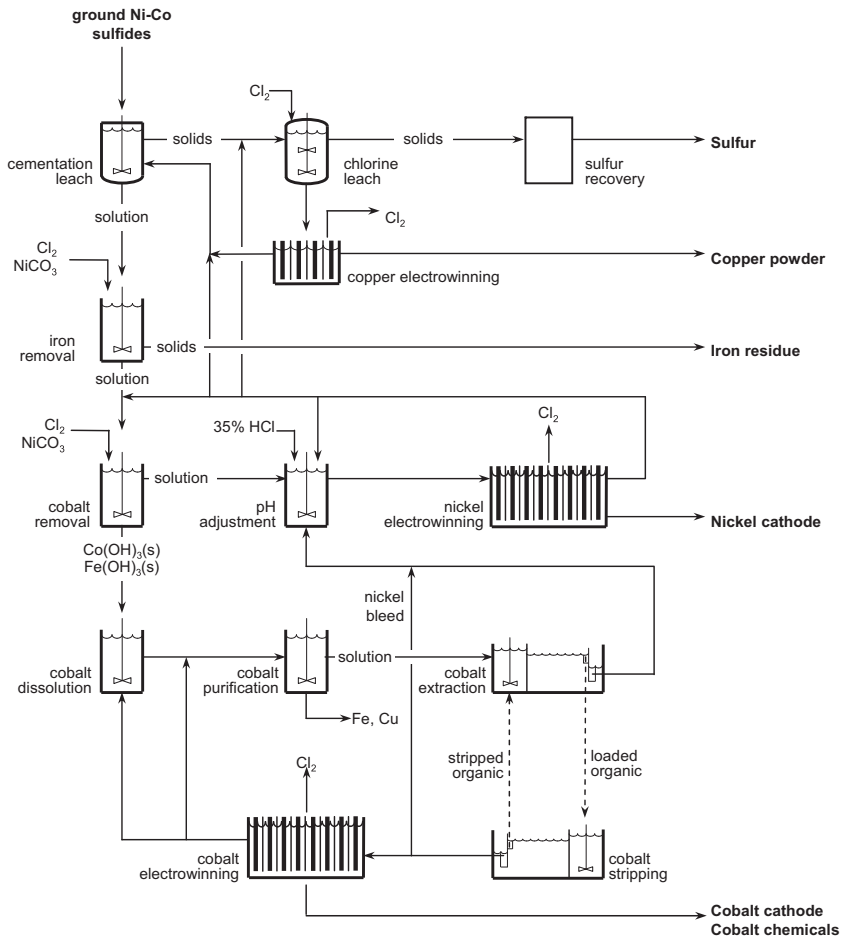 ground Ni-Co
sulfides
Cl₂
solids
solids
Sulfur
cementation
leach
chlorine
leach
sulfur
recovery
solution
Cl₂
Cl₂
NiCO₃
Copper powder
copper electrowinning
iron
removal
solids
Iron residue
solution
Cl₂
Cl₂
NiCO₃
35% HCl
solution
cobalt
removal
pH
adjustment
nickel
electrowinning
Nickel cathode
Co(OH)₃(s)
Fe(OH)₃(s)
nickel
bleed
solution
cobalt
dissolution
cobalt
purification
cobalt
extraction
Fe, Cu
stripped
organic
loaded
organic
Cl₂
cobalt
electrowinning
cobalt
stripping
Cobalt cathode
Cobalt chemicals